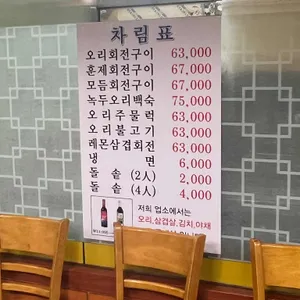 차림표
오리회전구이 63,000
훈제회전구이 67,000
모듬회전구이 67,000
녹두오리백숙 75,000
오리주물럭 63,000
오리불고기 63,000
레몬삼겹회전 63,000
냉면 6,000
돌솥 (2人) 2,000
돌솥 (4人) 4,000
저희 업소에서는
오리,삼겹살,김치,야채